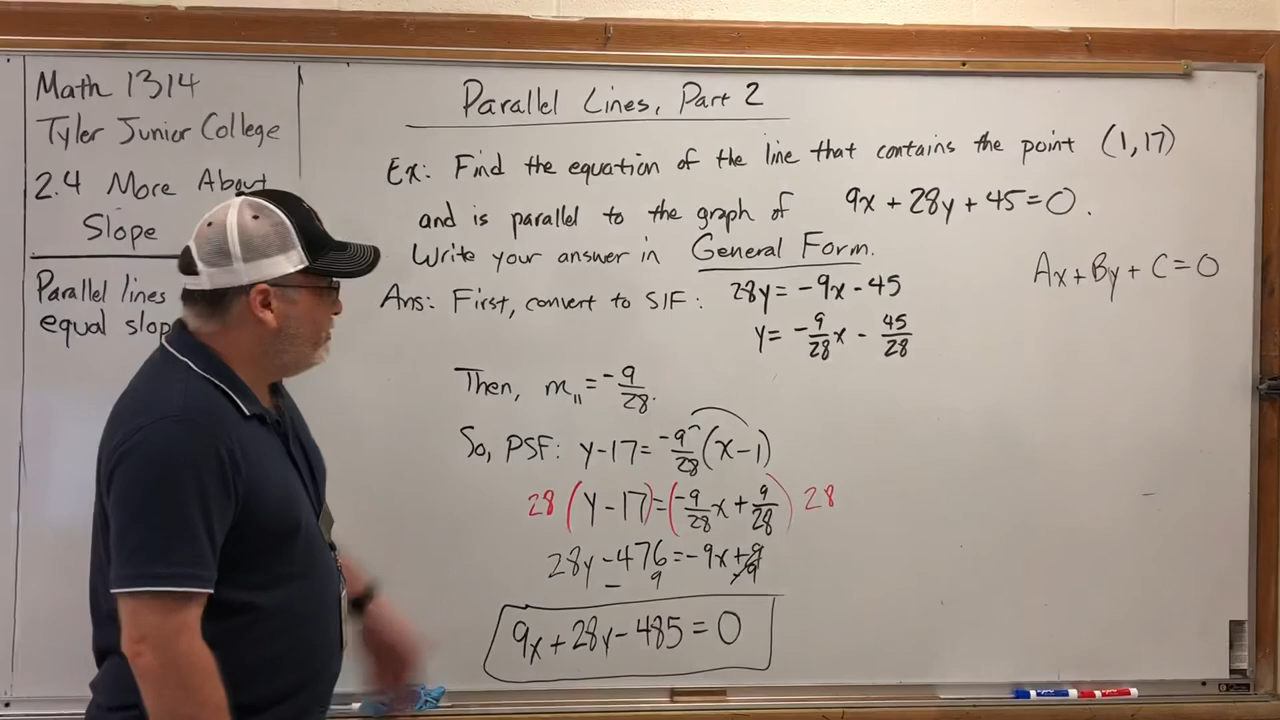 Math 1314
Tyler Junior College
2.4 More About
Slope
Parallel lines
equal slop
Parallel Lines, Part 2
Ex: Find the equation of the line that contains the point (1,17)
and is parallel to the graph of 9x + 28y + 45 = 0.
Write your answer in General Form.
Ax + By + C = 0
Ans: First, convert to SIF: 28y = -9x - 45
y = -9/28 x - 45/28
Then, m₁₁ = -9/28.
So, PSF: y - 17 = -9/28 (x - 1)
28 (y - 17) = (-9/28 x + 9/28) 28
28y - 476 = -9x + 9
- 9 - 9
9x + 28y - 485 = 0